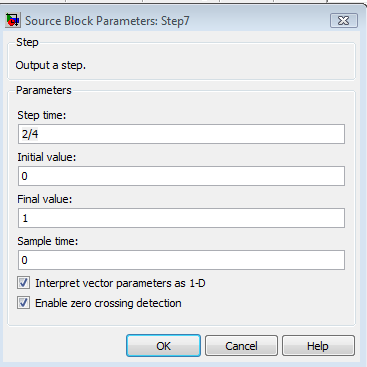 Source Block Parameters: Step7
Step
Output a step.
Parameters
Step time:
2/4
Initial value:
0
Final value:
1
Sample time:
0
Interpret vector parameters as 1-D
Enable zero crossing detection
OK Cancel Help